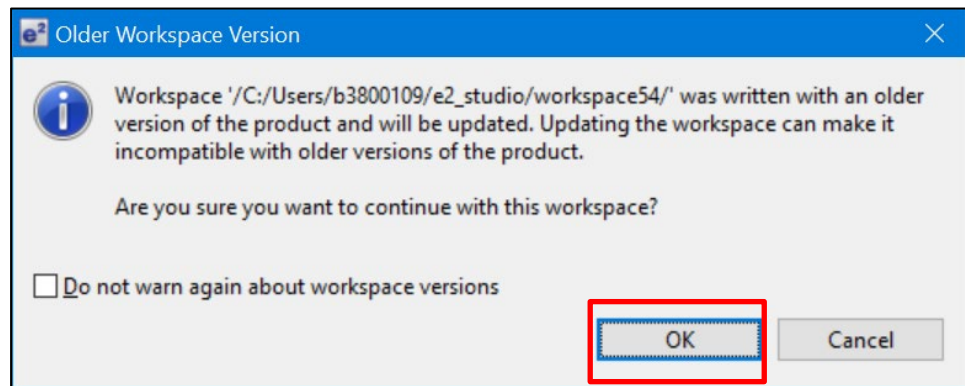 e² Older Workspace Version
Workspace '/C:/Users/b3800109/e2_studio/workspace54/' was written with an older
version of the product and will be updated. Updating the workspace can make it
incompatible with older versions of the product.
Are you sure you want to continue with this workspace?
Do not warn again about workspace versions
OK Cancel